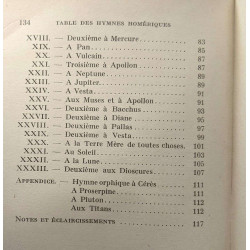 134 TABLE DES HYMNES HOMÉRIQUES
XVIII. — Deuxième à Mercure 83
XIX. — A Pan 85
XX. — A Vulcain 87
XXI. — Troisième à Apollon 87
XXII. — A Neptune 89
XXIII. — A Jupiter 89
XXIV. — A Vesta 89
XXV. — Aux Muses et à Apollon 91
XXVI. — Deuxième à Bacchus 91
XXVII. — Deuxième à Diane 93
XXVIII. — Deuxième à Pallas 95
XXIX. — Deuxième à Vesta 97
XXX. — A la Terre Mère de toutes choses. 99
XXXI. — Au Soleil 101
XXXII. — A la Lune 103
XXXIII. — Deuxième aux Dioscures 107
APPENDICE. — Hymne orphique à Cérès 111
A Proserpine 111
A Pluton 112
Aux Titans 112
NOTES ET ÉCLAIRCISSEMENTS 117